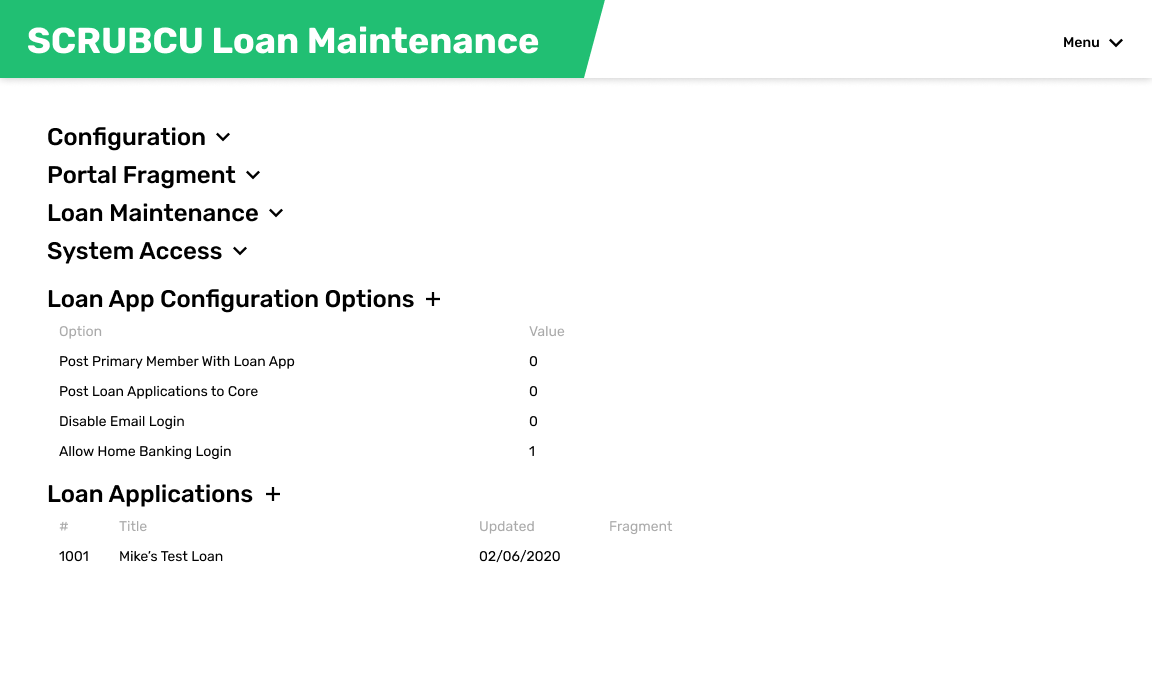 SCRUBCU Loan Maintenance
Menu
Configuration
Portal Fragment
Loan Maintenance
System Access
Loan App Configuration Options +
Option Value
Post Primary Member With Loan App 0
Post Loan Applications to Core 0
Disable Email Login 0
Allow Home Banking Login 1
Loan Applications +
# Title Updated Fragment
1001 Mike’s Test Loan 02/06/2020